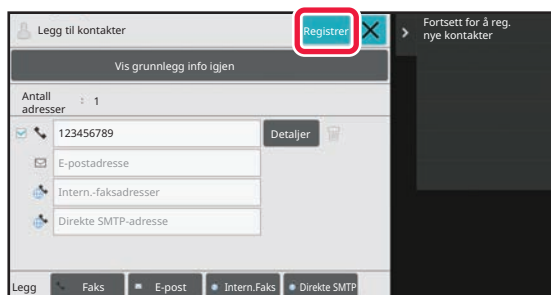 Legg til kontakter
Registrer
Fortsett for å reg.
nye kontakter
Vis grunnlegg info igjen
Antall
adresser : 1
123456789
Detaljer
E-postadresse
Intern.-faksadresser
Direkte SMTP-adresse
Legg
Faks
E-post
Intern.Faks
Direkte SMTP